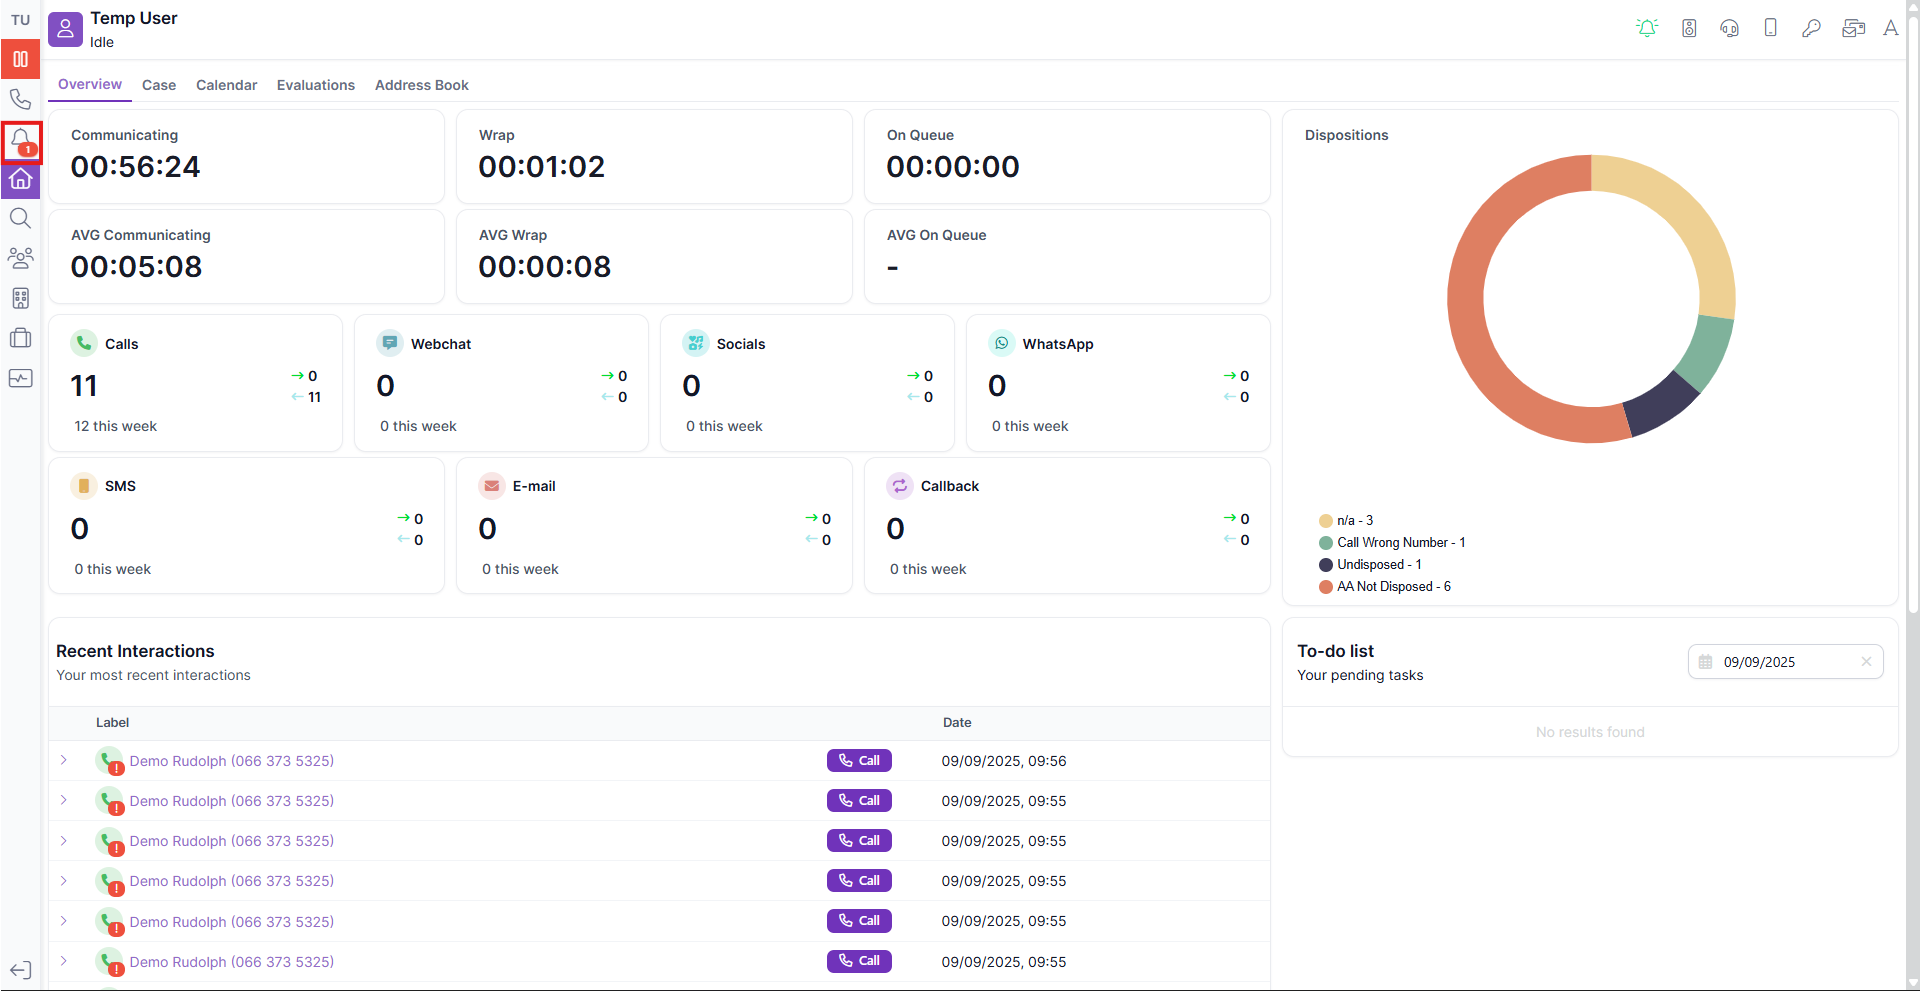 TU
Temp User
Idle
1
Overview Case Calendar Evaluations Address Book
Communicating
00:56:24
Wrap
00:01:02
On Queue
00:00:00
AVG Communicating
00:05:08
AVG Wrap
00:00:08
AVG On Queue
-
Calls
11
0
11
12 this week
Webchat
0
0
0
0 this week
Socials
0
0
0
0 this week
WhatsApp
0
0
0
0 this week
SMS
0
0
0
0 this week
E-mail
0
0
0
0 this week
Callback
0
0
0
0 this week
Dispositions
n/a - 3
Call Wrong Number - 1
Undisposed - 1
AA Not Disposed - 6
Recent Interactions
Your most recent interactions
Label Date
Demo Rudolph (066 373 5325) Call 09/09/2025, 09:56
Demo Rudolph (066 373 5325) Call 09/09/2025, 09:55
Demo Rudolph (066 373 5325) Call 09/09/2025, 09:55
Demo Rudolph (066 373 5325) Call 09/09/2025, 09:55
Demo Rudolph (066 373 5325) Call 09/09/2025, 09:55
Demo Rudolph (066 373 5325) Call 09/09/2025, 09:55
To-do list
Your pending tasks
09/09/2025
No results found